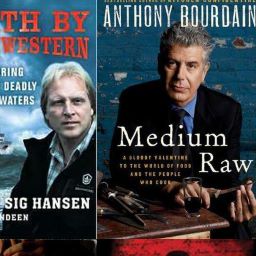 TH BY
WESTERN
RING
DEADLY
WATERS
SIG HANSEN
NDEEN
ANTHONY BOURDAIN
Medium
Raw
A BLOODY VALENTINE
TO THE WORLD OF FOOD
AND THE PEOPLE
WHO COOK